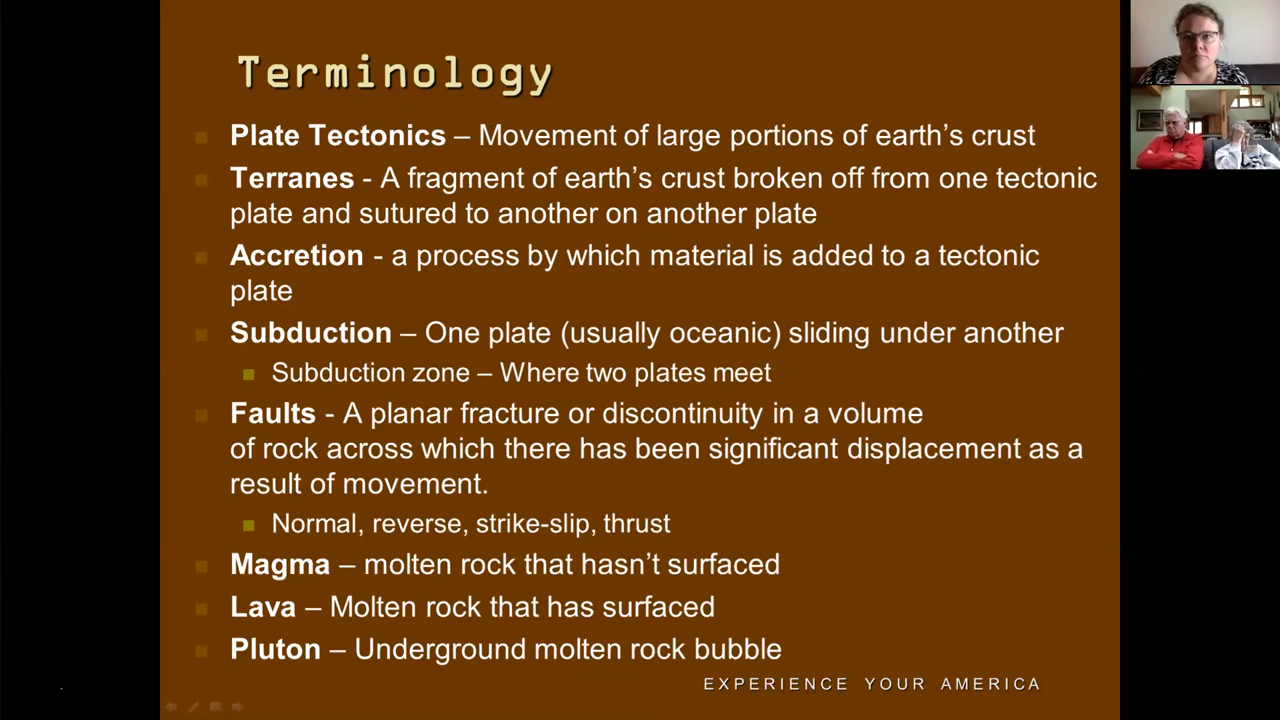 Terminology
Plate Tectonics – Movement of large portions of earth’s crust
Terranes - A fragment of earth’s crust broken off from one tectonic
plate and sutured to another on another plate
Accretion - a process by which material is added to a tectonic
plate
Subduction – One plate (usually oceanic) sliding under another
Subduction zone – Where two plates meet
Faults - A planar fracture or discontinuity in a volume
of rock across which there has been significant displacement as a
result of movement.
Normal, reverse, strike-slip, thrust
Magma – molten rock that hasn’t surfaced
Lava – Molten rock that has surfaced
Pluton – Underground molten rock bubble
EXPERIENCE YOUR AMERICA